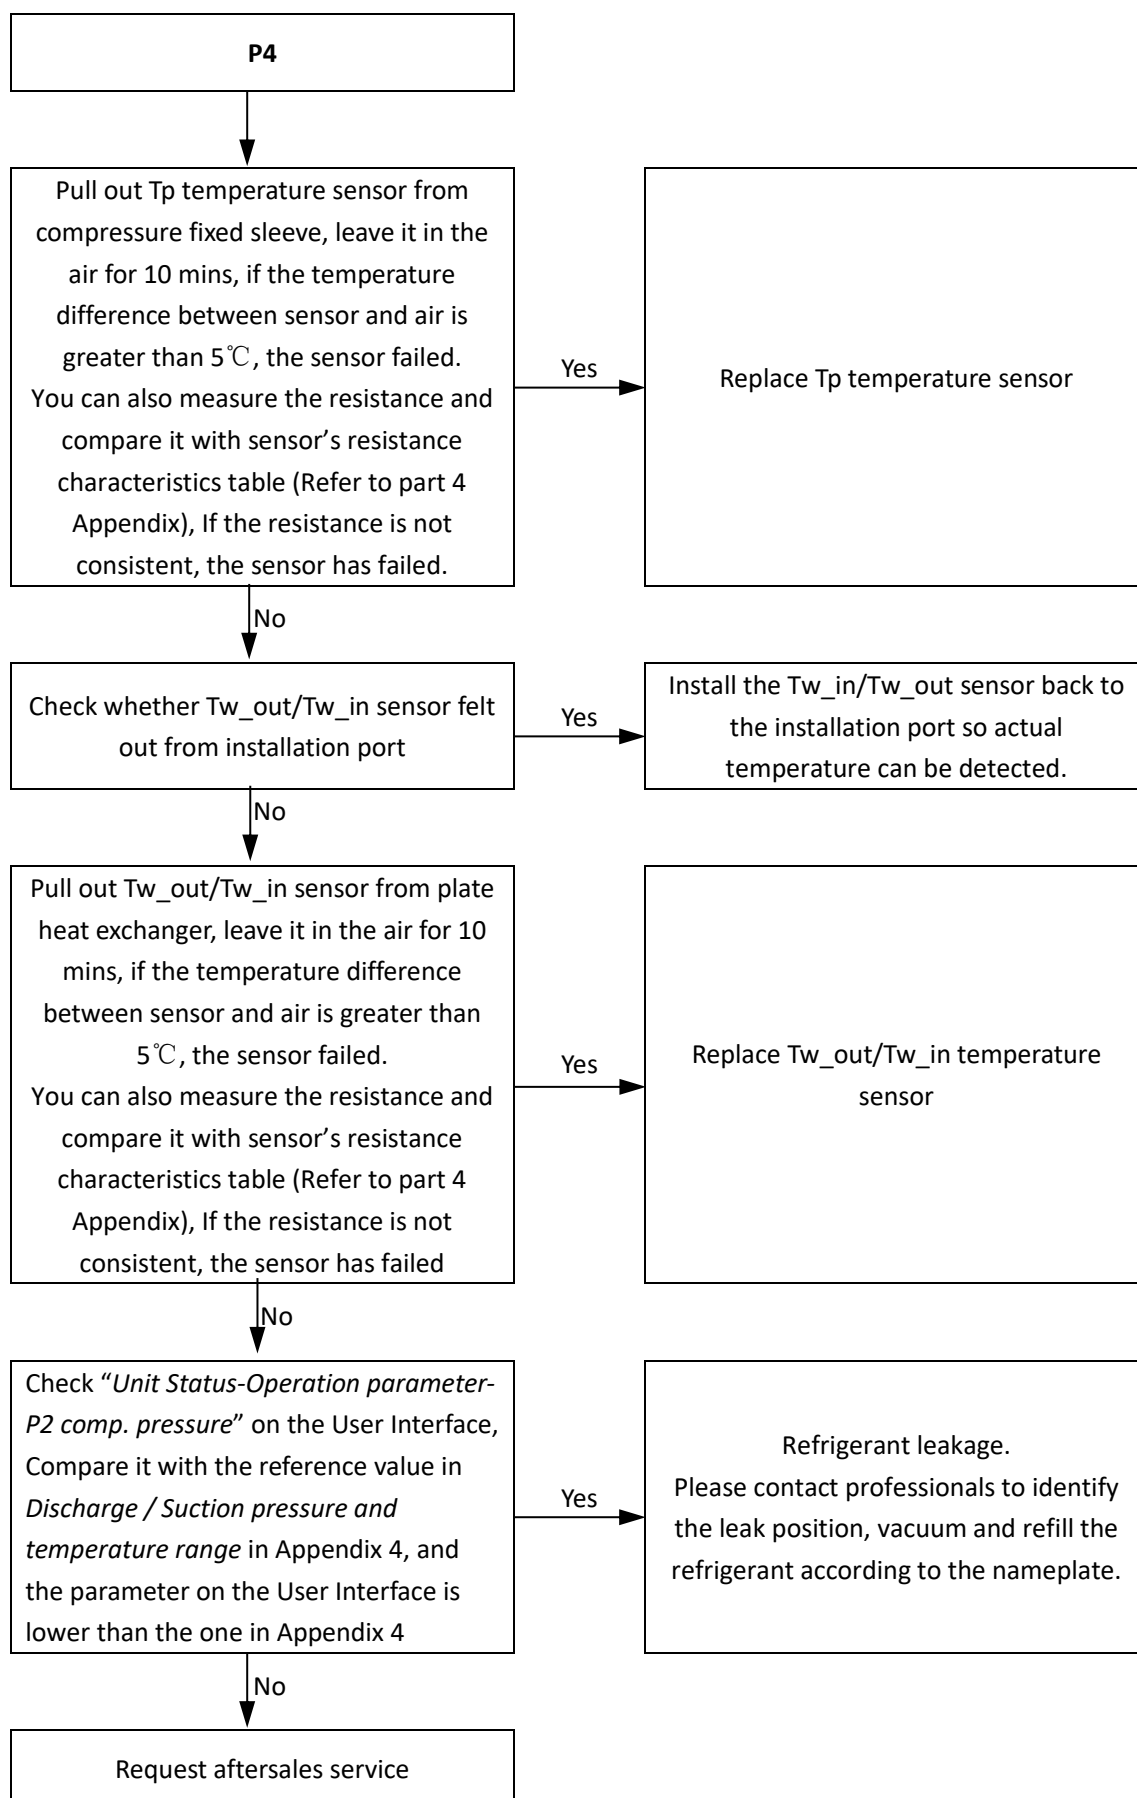 P4
Pull out Tp temperature sensor from
compressure fixed sleeve, leave it in the
air for 10 mins, if the temperature
difference between sensor and air is
greater than 5℃, the sensor failed.
You can also measure the resistance and
compare it with sensor’s resistance
characteristics table (Refer to part 4
Appendix), If the resistance is not
consistent, the sensor has failed.
Yes
Replace Tp temperature sensor
No
Check whether Tw_out/Tw_in sensor felt
out from installation port
Yes
Install the Tw_in/Tw_out sensor back to
the installation port so actual
temperature can be detected.
No
Pull out Tw_out/Tw_in sensor from plate
heat exchanger, leave it in the air for 10
mins, if the temperature difference
between sensor and air is greater than
5℃, the sensor failed.
You can also measure the resistance and
compare it with sensor’s resistance
characteristics table (Refer to part 4
Appendix), If the resistance is not
consistent, the sensor has failed
Yes
Replace Tw_out/Tw_in temperature
sensor
No
Check “Unit Status-Operation parameter-
P2 comp. pressure” on the User Interface,
Compare it with the reference value in
Discharge / Suction pressure and
temperature range in Appendix 4, and
the parameter on the User Interface is
lower than the one in Appendix 4
Yes
Refrigerant leakage.
Please contact professionals to identify
the leak position, vacuum and refill the
refrigerant according to the nameplate.
No
Request aftersales service